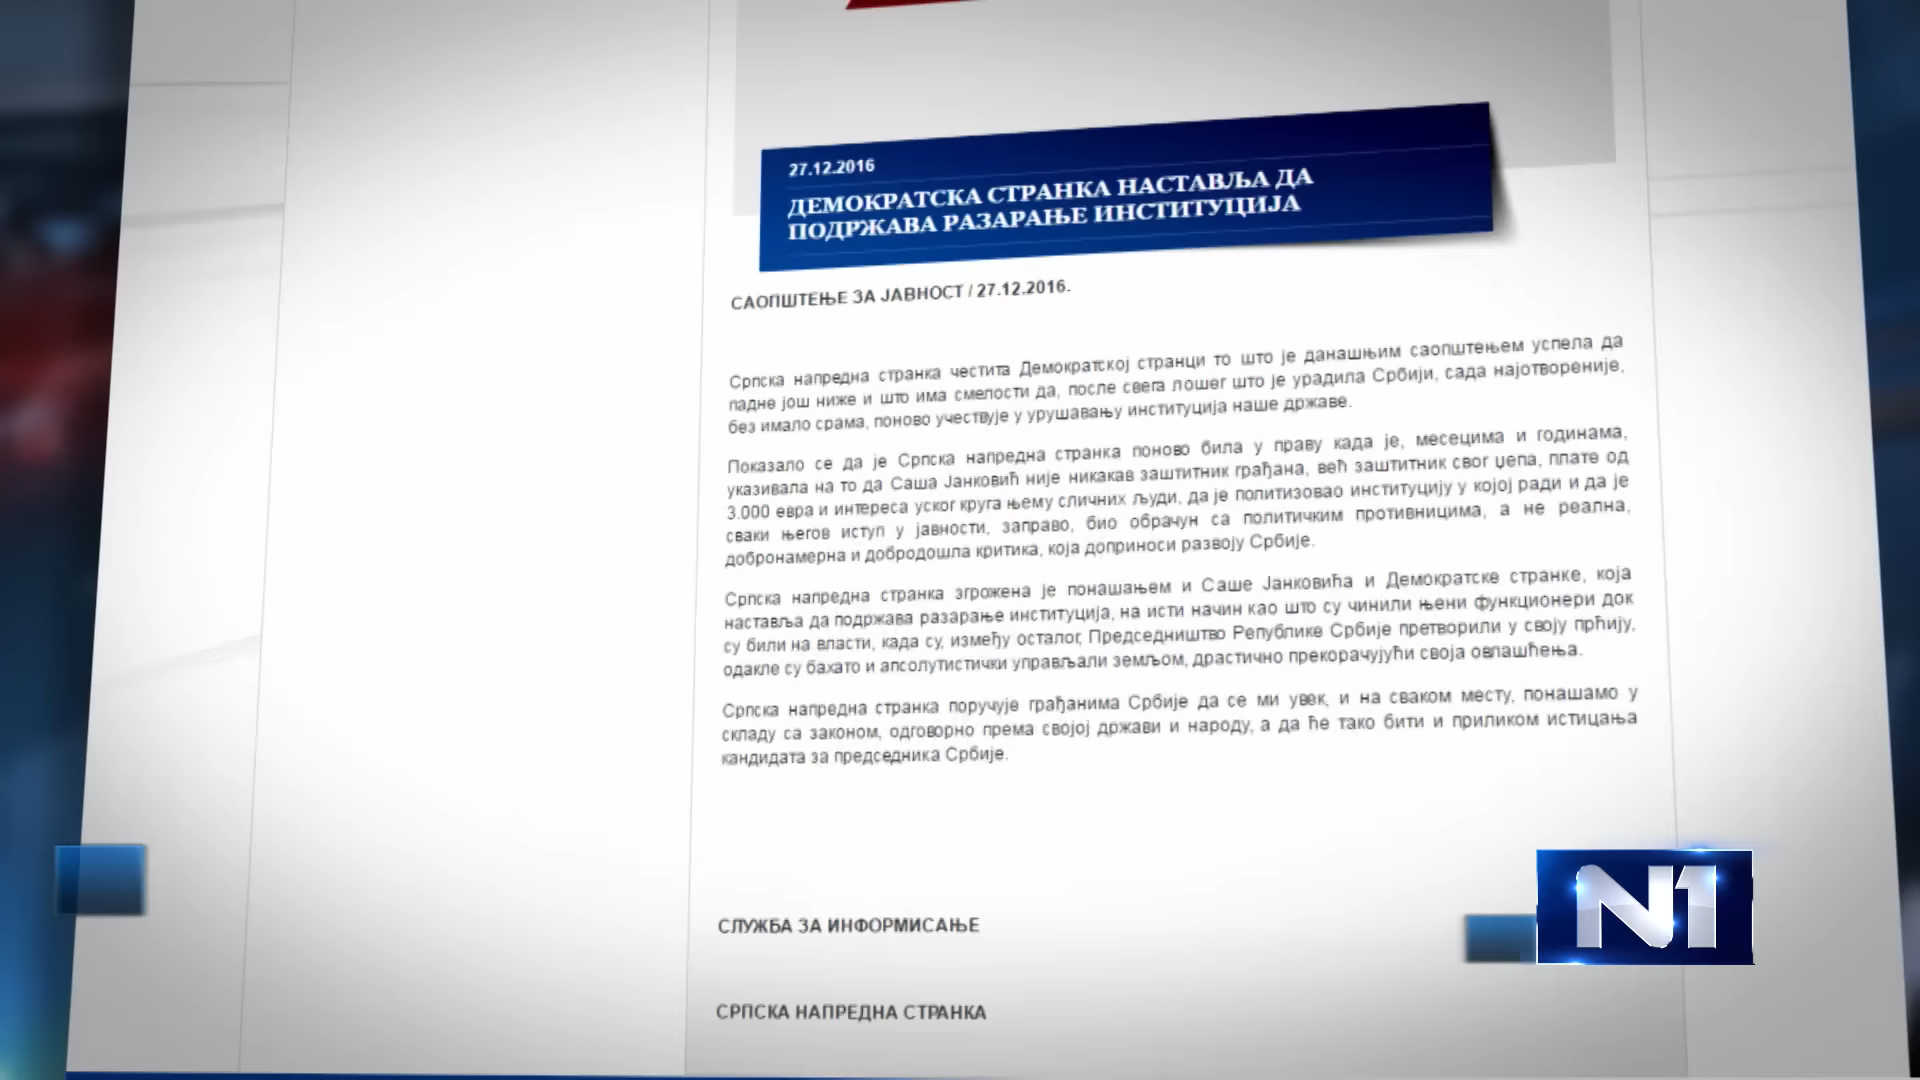 27.12.2016
ДЕМОКРАТСКА СТРАНКА НАСТАВЉА ДА
ПОДРЖАВА РАЗАРАЊЕ ИНСТИТУЦИЈА
САОПШТЕЊЕ ЗА ЈАВНОСТ / 27.12.2016.
Српска напредна странка честита Демократској странци то што је данашњим саопштењем успела да
падне још ниже и што има смелости да, после свега лошег што је урадила Србији, сада најотвореније,
без имало срама, поново учествује у урушавању институција наше државе.
Показало се да је Српска напредна странка поново била у праву када је, месецима и годинама,
указивала на то да Саша Јанковић није никакав заштитник грађана, већ заштитник свог џепа, плате од
3.000 евра и интереса уског круга њему сличних људи, да је политизовао институцију у којој ради и да је
сваки његов иступ у јавности, заправо, био обрачун са политичким противницима, а не реална,
добронамерна и добродошла критика, која доприноси развоју Србије.
Српска напредна странка згрожена је понашањем и Саше Јанковића и Демократске странке, која
наставља да подржава разарање институција, на исти начин као што су чинили њени функционери док
су били на власти, када су, између осталог, Председништво Републике Србије претворили у своју прћију,
одакле су бахато и апсолутистички управљали земљом, драстично прекорачујући своја овлашћења.
Српска напредна странка поручује грађанима Србије да се ми увек, и на сваком месту, понашамо у
складу са законом, одговорно према својој држави и народу, а да ће тако бити и приликом истицања
кандидата за председника Србије.
СЛУЖБА ЗА ИНФОРМИСАЊЕ
СРПСКА НАПРЕДНА СТРАНКА
N1